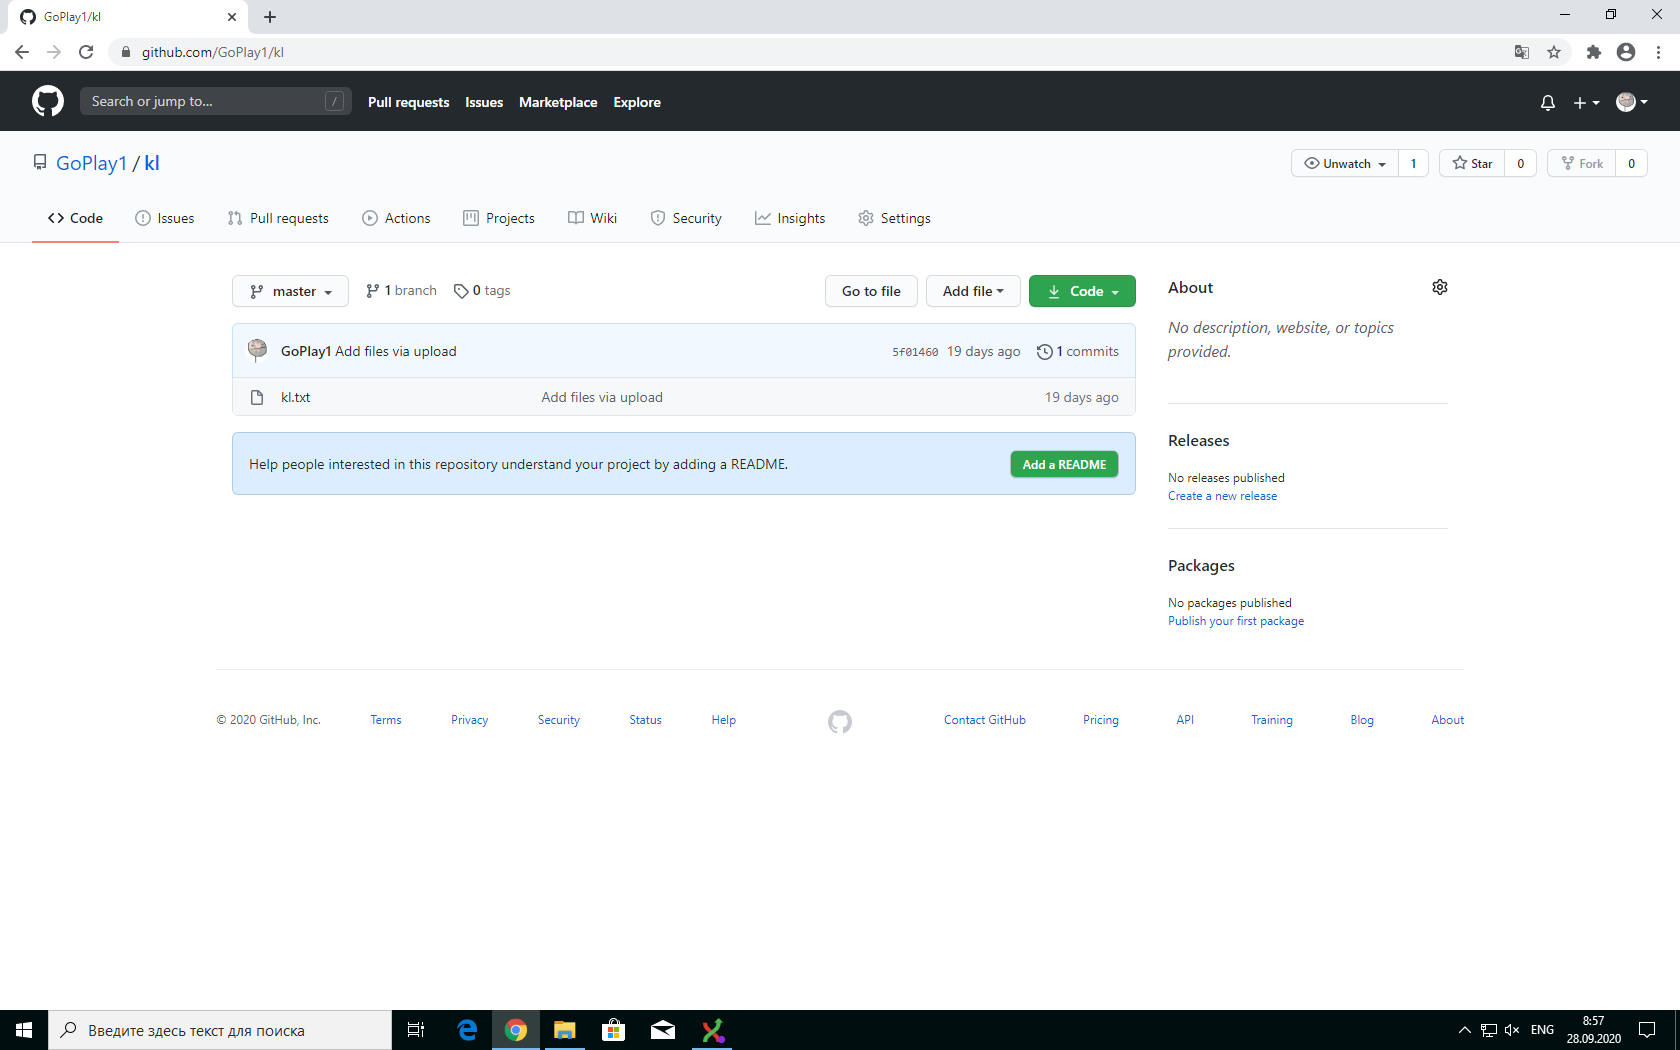 GoPlay1/kl
github.com/GoPlay1/kl
Search or jump to... /
Pull requests Issues Marketplace Explore
GoPlay1 / kl
Unwatch 1 Star 0 Fork 0
Code Issues Pull requests Actions Projects Wiki Security Insights Settings
master 1 branch 0 tags Go to file Add file Code
GoPlay1 Add files via upload 5f01460 19 days ago 1 commits
kl.txt Add files via upload 19 days ago
Help people interested in this repository understand your project by adding a README. Add a README
About
No description, website, or topics
provided.
Releases
No releases published
Create a new release
Packages
No packages published
Publish your first package
© 2020 GitHub, Inc. Terms Privacy Security Status Help Contact GitHub Pricing API Training Blog About
Введите здесь текст для поиска
ENG
8:57
28.09.2020